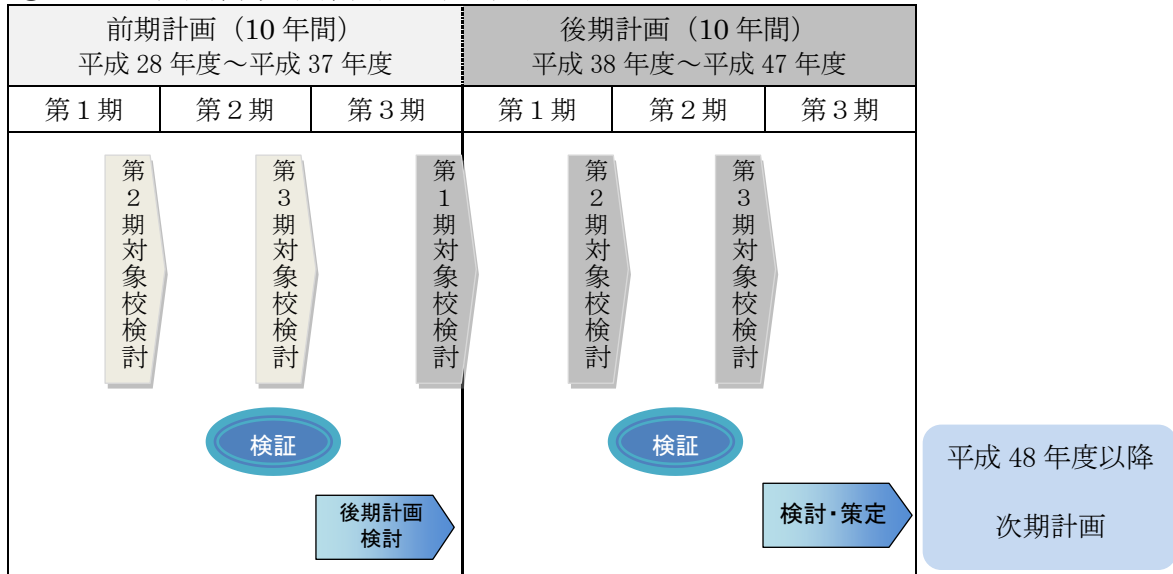 前期計画（10 年間）
平成 28 年度～平成 37 年度
後期計画（10 年間）
平成 38 年度～平成 47 年度
第１期
第２期
第３期
第１期
第２期
第３期
第２期対象校検討
第３期対象校検討
第１期対象校検討
第２期対象校検討
第３期対象校検討
検証
検証
後期計画
検討
検討・策定
平成 48 年度以降
次期計画